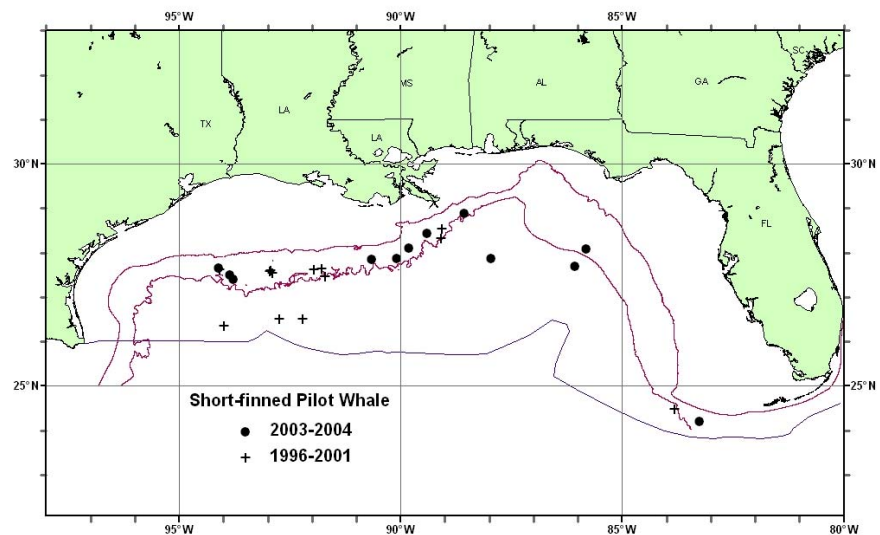 95°W 90°W 85°W 80°W
SC
MS AL GA
TX LA
LA
30°N 30°N
FL
25°N 25°N
Short-finned Pilot Whale
2003-2004
1996-2001
95°W 90°W 85°W 80°W